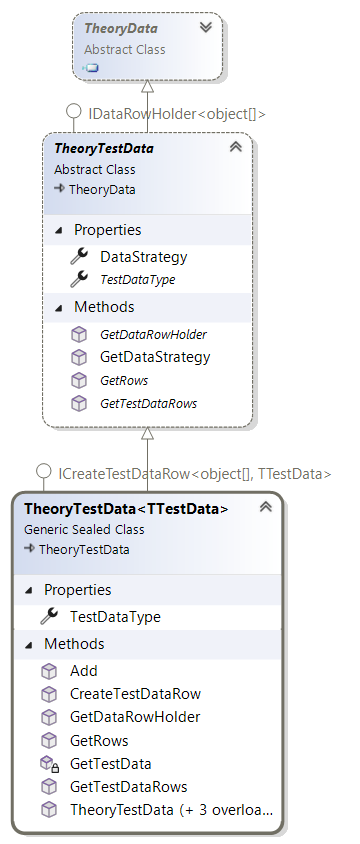 TheoryData
Abstract Class
IDataRowHolder<object[]>
TheoryTestData
Abstract Class
TheoryData
Properties
DataStrategy
TestDataType
Methods
GetDataRowHolder
GetDataStrategy
GetRows
GetTestDataRows
ICreateTestDataRow<object[], TTestData>
TheoryTestData<TTestData>
Generic Sealed Class
TheoryTestData
Properties
TestDataType
Methods
Add
CreateTestDataRow
GetDataRowHolder
GetRows
GetTestData
GetTestDataRows
TheoryTestData (+ 3 overloa...